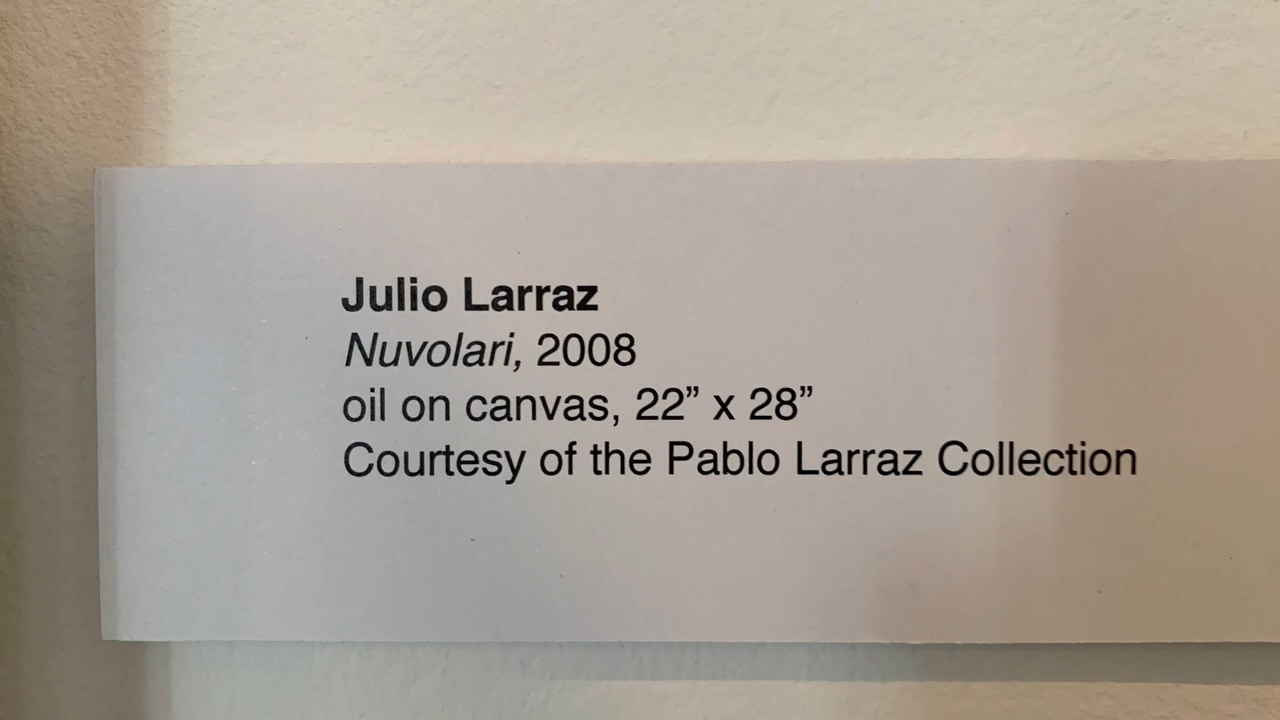 Julio Larraz
Nuvolari, 2008
oil on canvas, 22” x 28”
Courtesy of the Pablo Larraz Collection